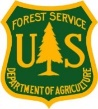 FOREST SERVICE
U S
DEPARTMENT OF AGRICULTURE